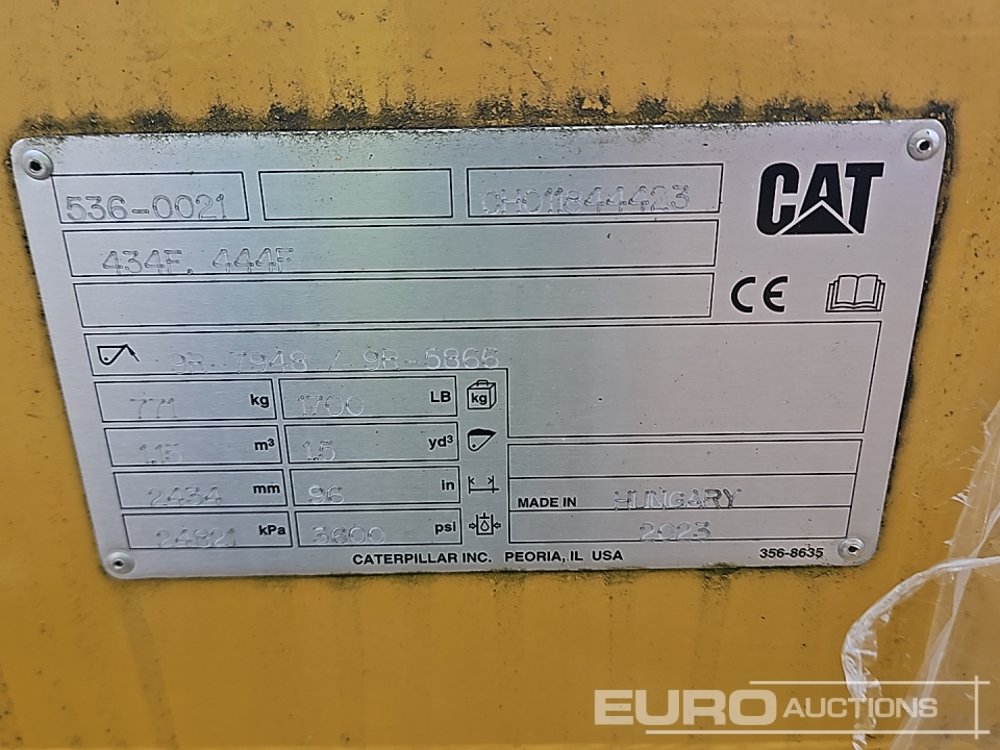 536-0021 CH011844423 CAT
434F, 444F
CE
9R-7948 / 9R-5865
771 kg 1700 LB kg
1.15 m³ 1.5 yd³
2434 mm 96 in
MADE IN HUNGARY
24821 kPa 3600 psi
2023
CATERPILLAR INC. PEORIA, IL USA 356-8635
EURO AUCTIONS